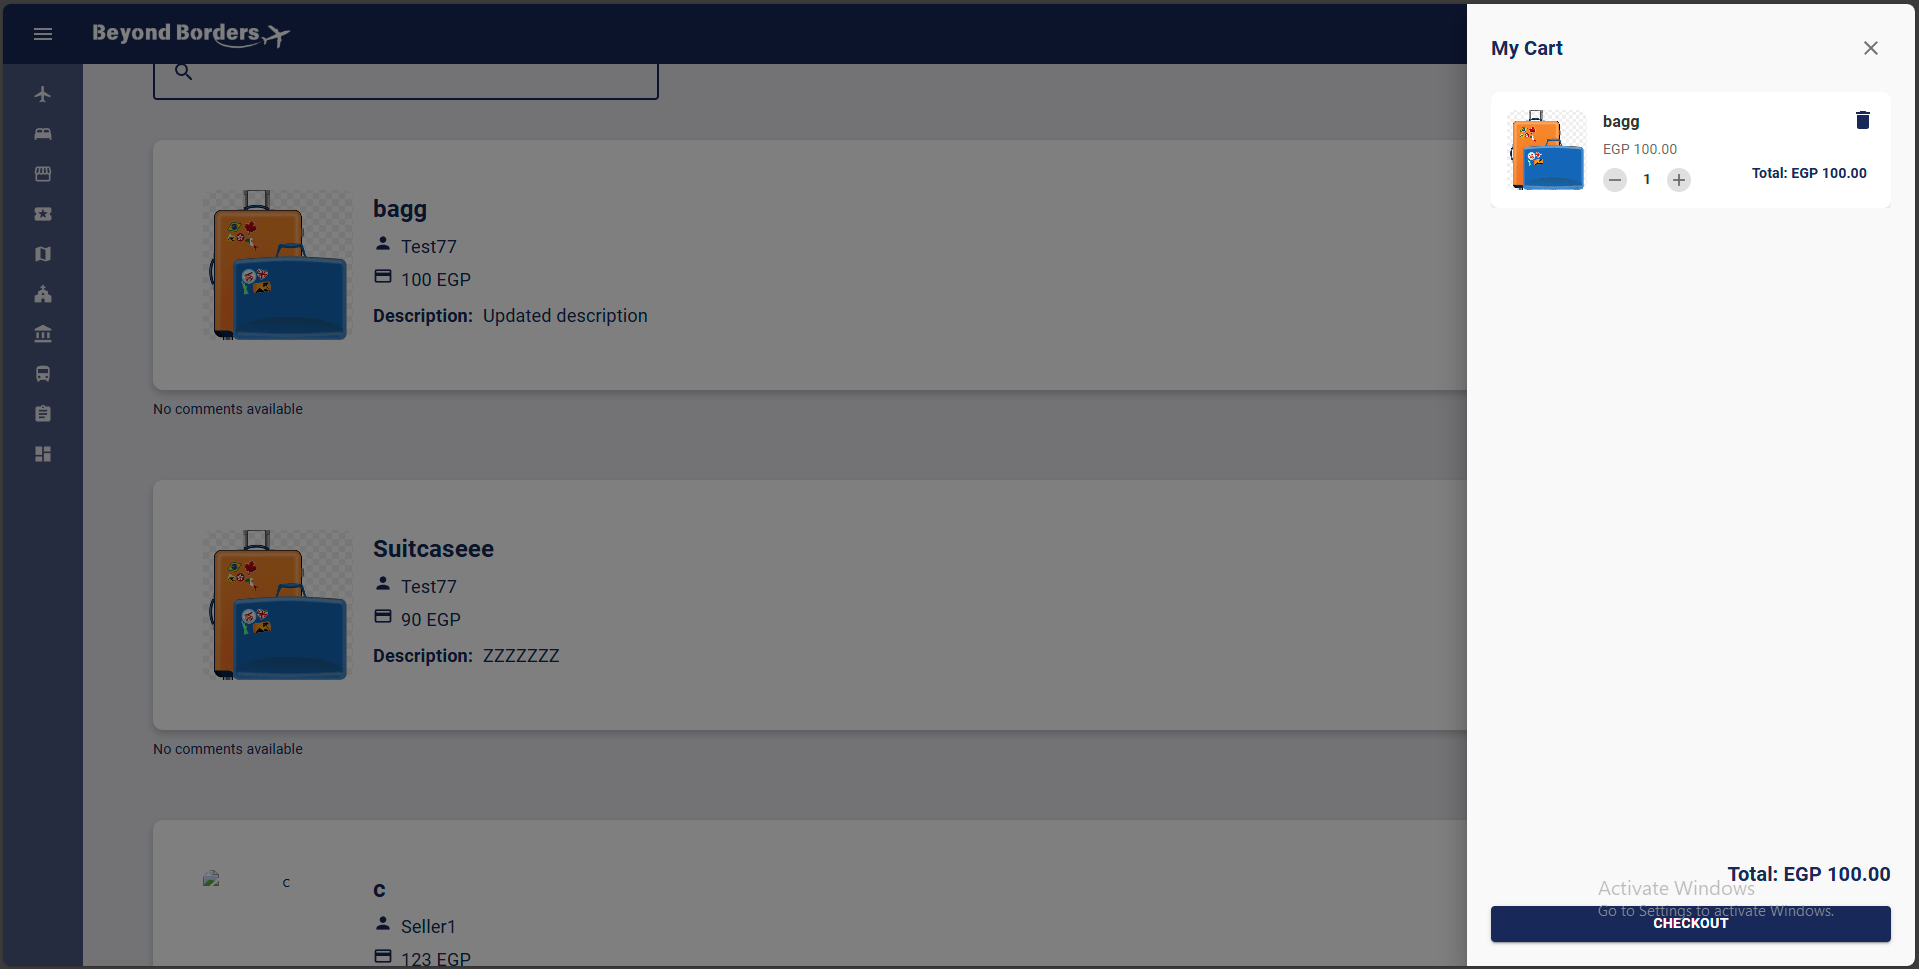 Beyond Borders
bagg
Test77
100 EGP
Description: Updated description
No comments available
Suitcaseee
Test77
90 EGP
Description: ZZZZZZZ
No comments available
c
c
Seller1
123 EGP
My Cart
bagg
EGP 100.00
1
Total: EGP 100.00
Total: EGP 100.00
Activate Windows
Go to Settings to activate Windows.
CHECKOUT